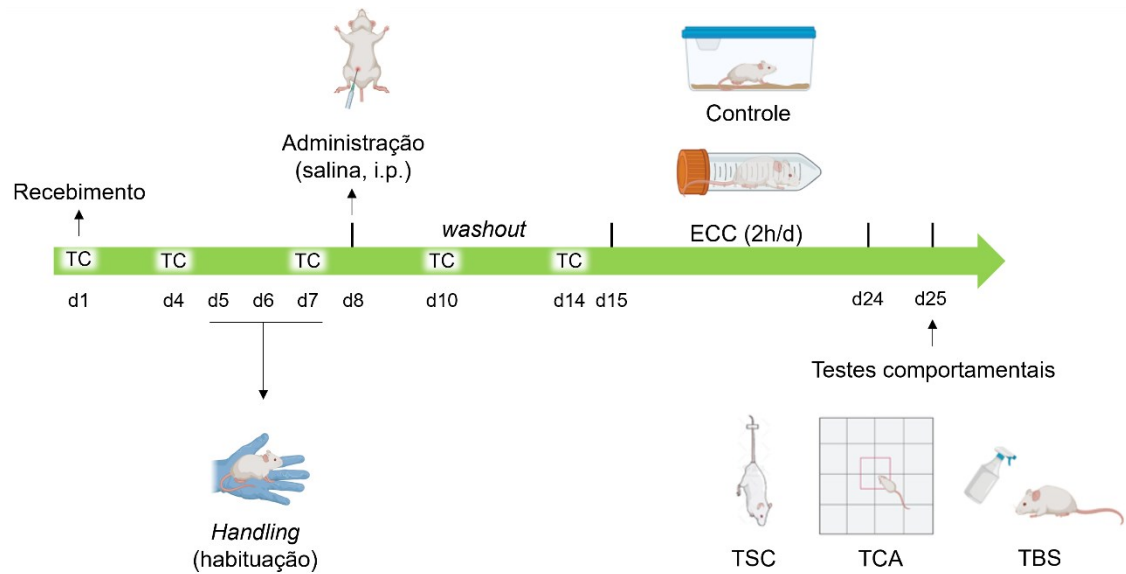 Controle
Administração
(salina, i.p.)
Recebimento
washout
ECC (2h/d)
TC TC TC TC TC
d1 d4 d5 d6 d7 d8 d10 d14 d15 d24 d25
Testes comportamentais
Handling
(habituação)
TSC TCA TBS